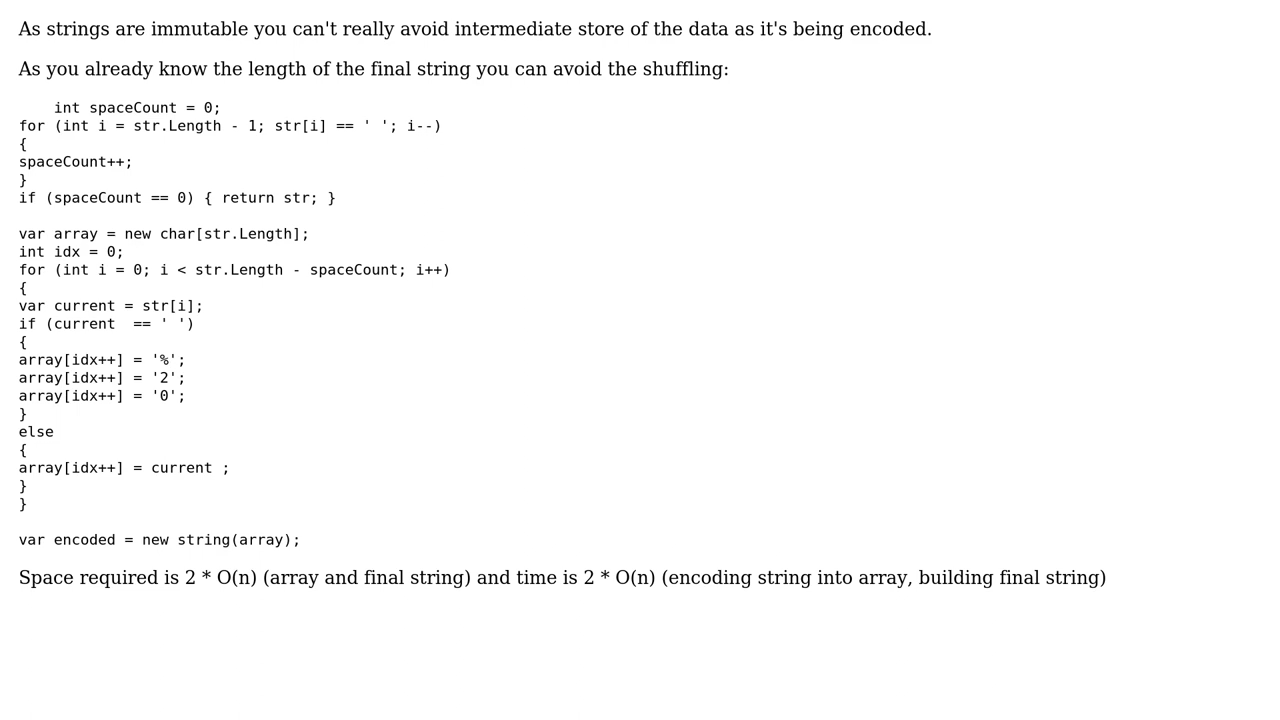 As strings are immutable you can't really avoid intermediate store of the data as it's being encoded.
As you already know the length of the final string you can avoid the shuffling:
    int spaceCount = 0;
for (int i = str.Length - 1; str[i] == ' '; i--)
{
spaceCount++;
}
if (spaceCount == 0) { return str; }

var array = new char[str.Length];
int idx = 0;
for (int i = 0; i < str.Length - spaceCount; i++)
{
var current = str[i];
if (current  == ' ')
{
array[idx++] = '%';
array[idx++] = '2';
array[idx++] = '0';
}
else
{
array[idx++] = current ;
}
}

var encoded = new string(array);
Space required is 2 * O(n) (array and final string) and time is 2 * O(n) (encoding string into array, building final string)